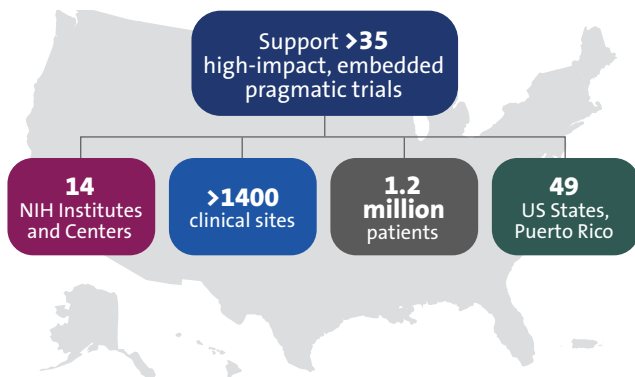 Support >35
high-impact, embedded
pragmatic trials
14
NIH Institutes
and Centers
>1400
clinical sites
1.2
million
patients
49
US States,
Puerto Rico